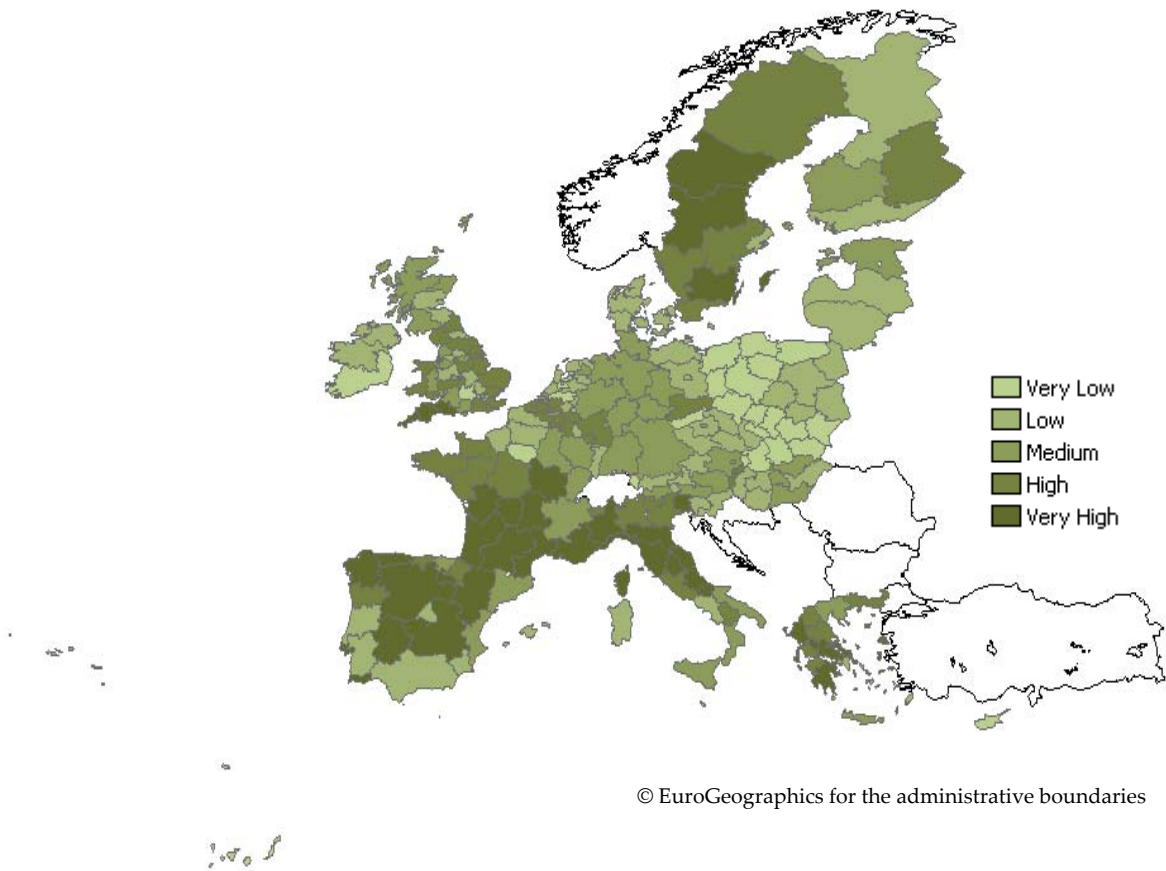 Very Low
Low
Medium
High
Very High
© EuroGeographics for the administrative boundaries